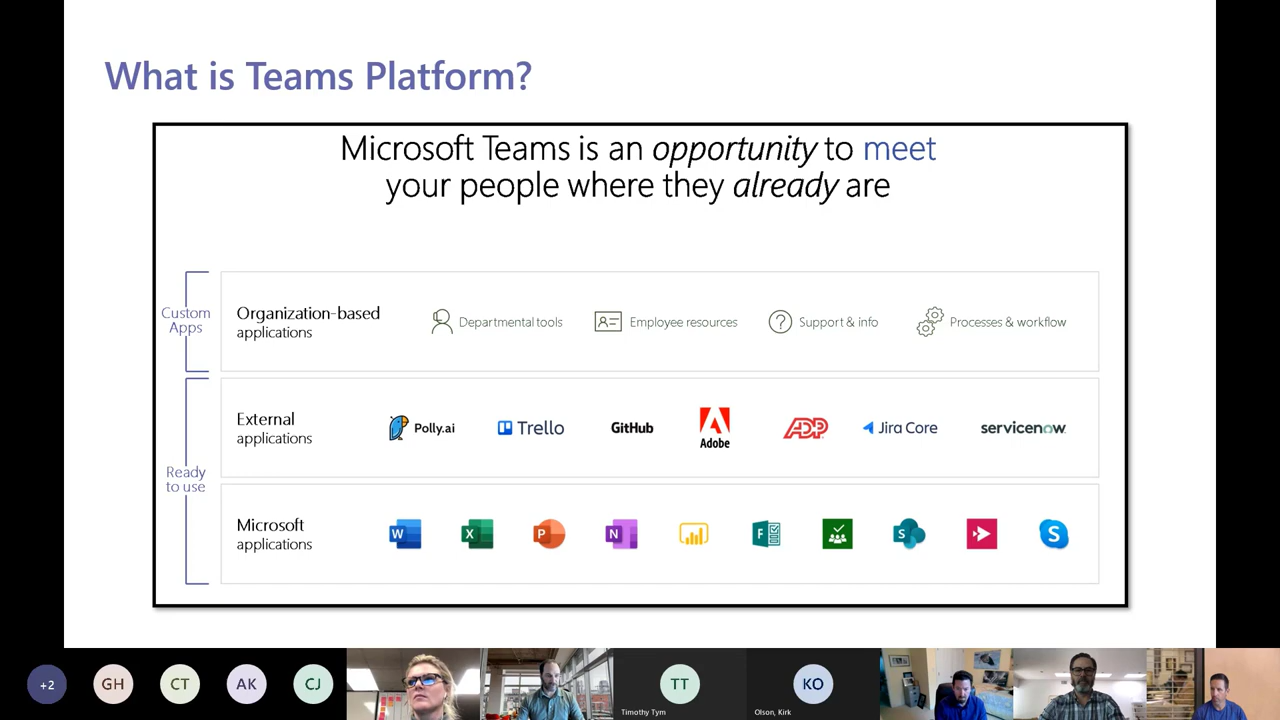 What is Teams Platform?
Microsoft Teams is an opportunity to meet
your people where they already are
Custom
Apps
Organization-based
applications
Departmental tools
Employee resources
Support & info
Processes & workflow
Ready
to use
External
applications
Polly.ai
Trello
GitHub
Adobe
ADP
Jira Core
servicenow
Microsoft
applications
W
X
P
N
F
S
S
+2
GH
CT
AK
CJ
TT
Timothy Tym
KO
Olson, Kirk